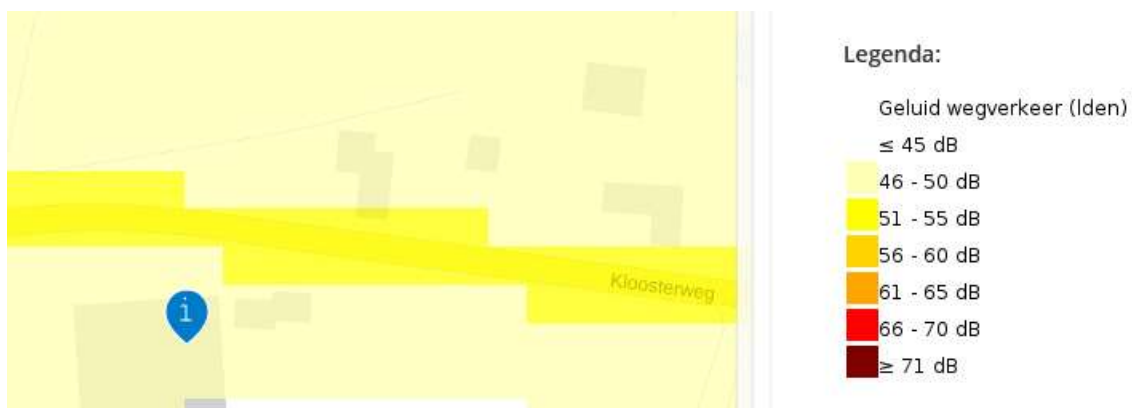 Legenda:
Geluid wegverkeer (lden)
≤ 45 dB
46 - 50 dB
51 - 55 dB
56 - 60 dB
61 - 65 dB
66 - 70 dB
≥ 71 dB
Kloosterweg
i